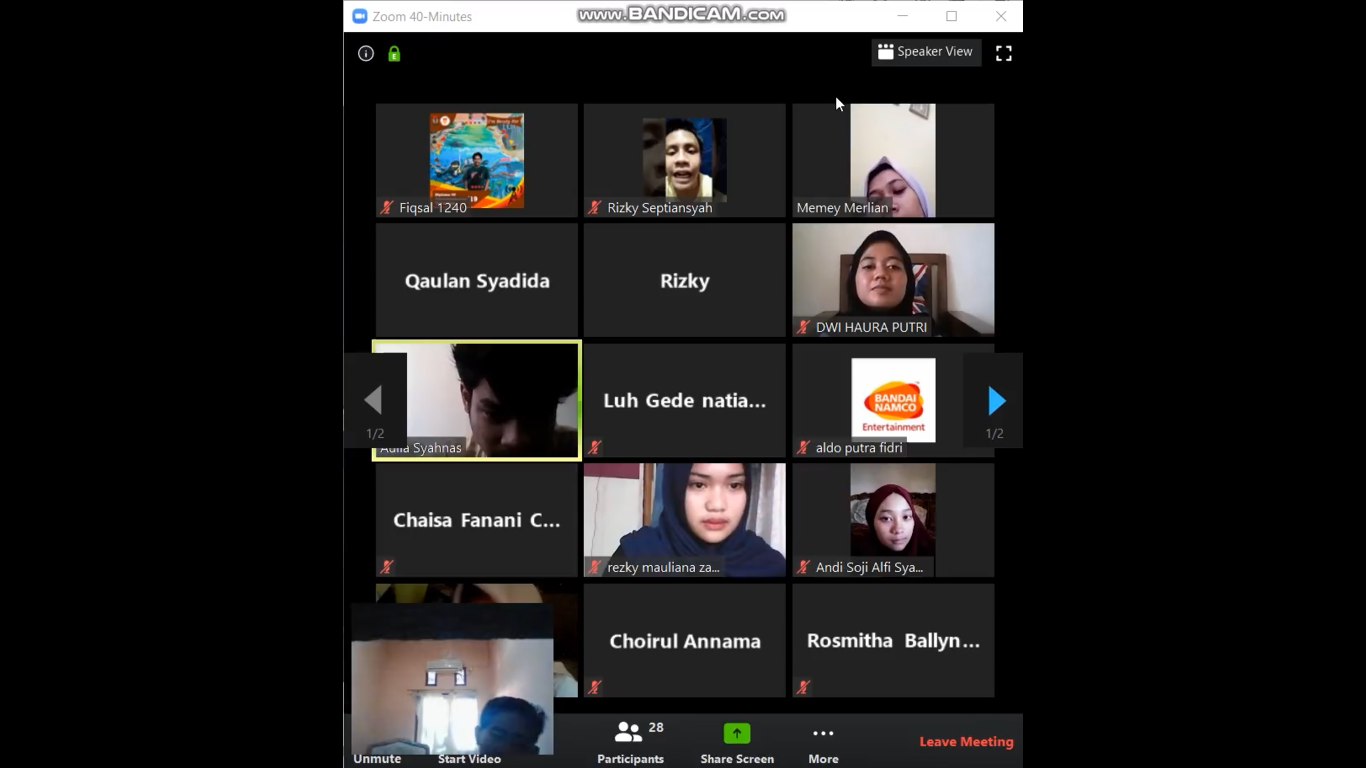 Zoom 40-Minutes
www.BANDICAM.com
Speaker View
Fiqsal 1240
Rizky Septiansyah
Memey Merlian
Qaulan Syadida
Rizky
DWI HAURA PUTRI
1/2
Aulia Syahnas
Luh Gede natia...
BANDAI
NAMCO
Entertainment
aldo putra fidri
1/2
Chaisa Fanani C...
rezky mauliana za...
Andi Soji Alfi Sya...
Choirul Annama
Rosmitha Ballyn...
Unmute
Start Video
28
Participants
Share Screen
More
Leave Meeting